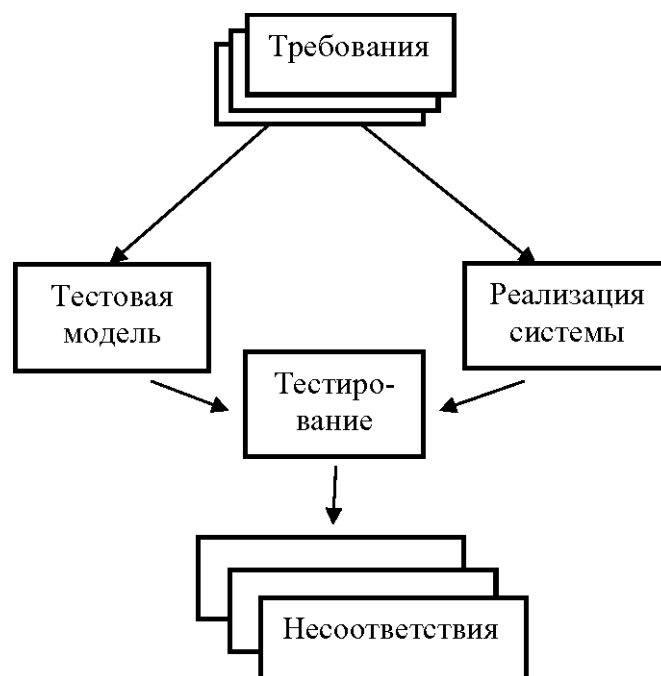 Требования
Тестовая
модель
Реализация
системы
Тестиро-
вание
Несоответствия